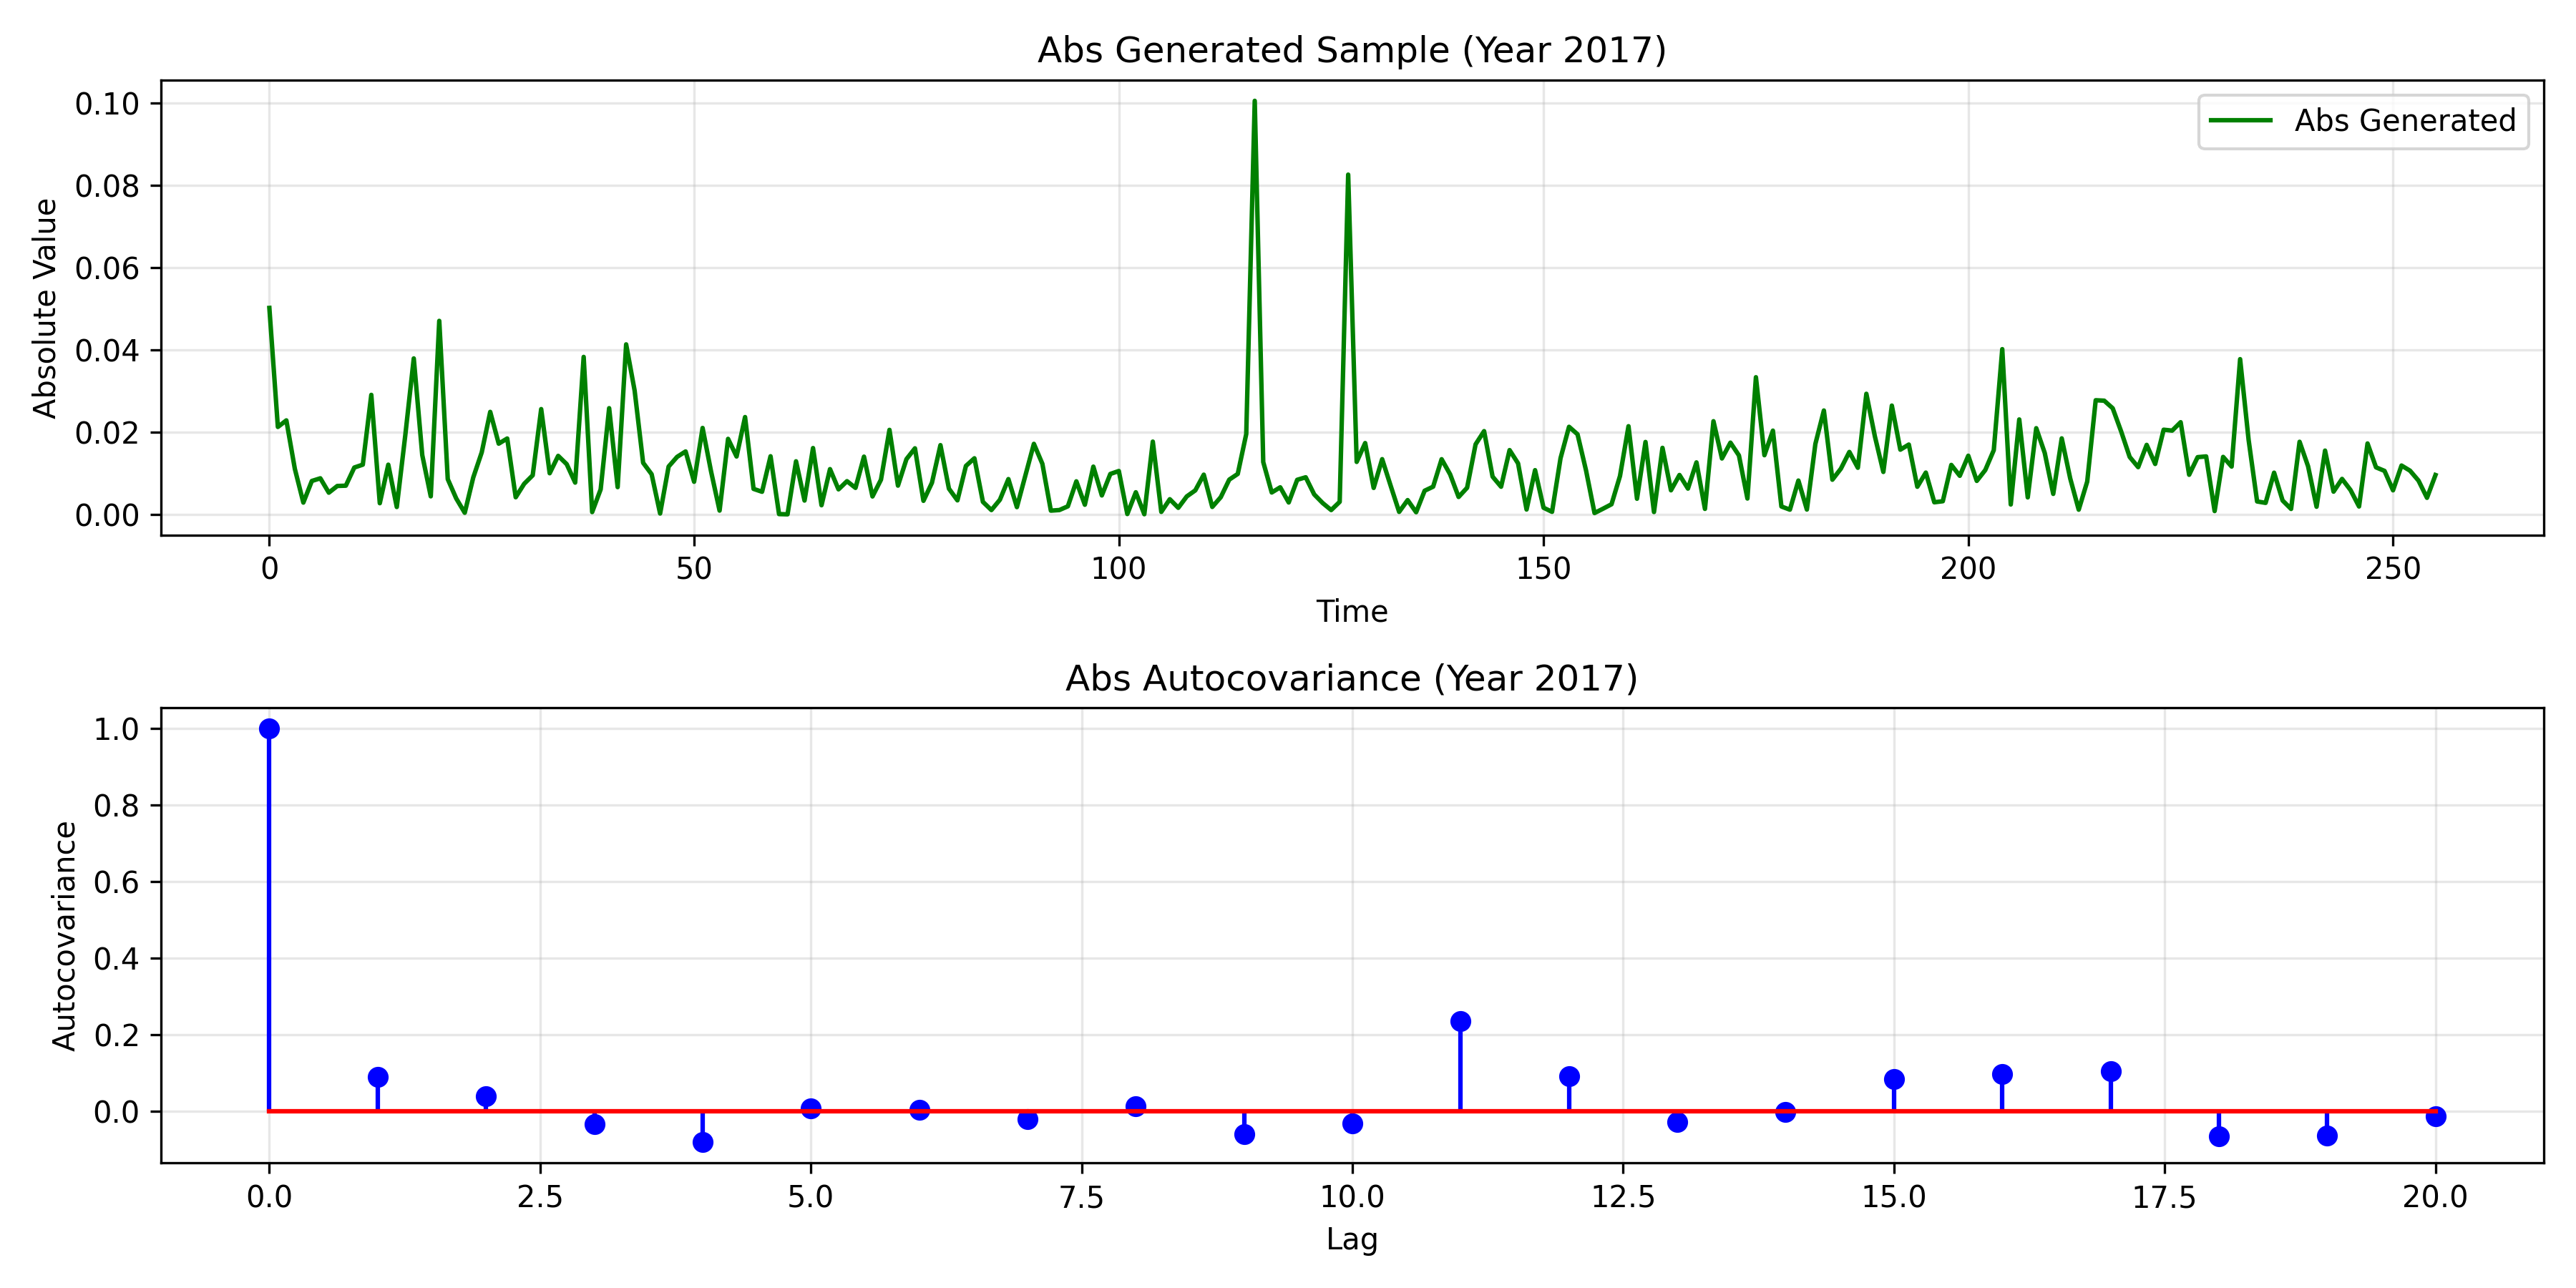 Abs Generated Sample (Year 2017)
Absolute Value
0.10
0.08
0.06
0.04
0.02
0.00
Abs Generated
0 50 100 150 200 250
Time
Abs Autocovariance (Year 2017)
Autocovariance
1.0
0.8
0.6
0.4
0.2
0.0
0.0 2.5 5.0 7.5 10.0 12.5 15.0 17.5 20.0
Lag